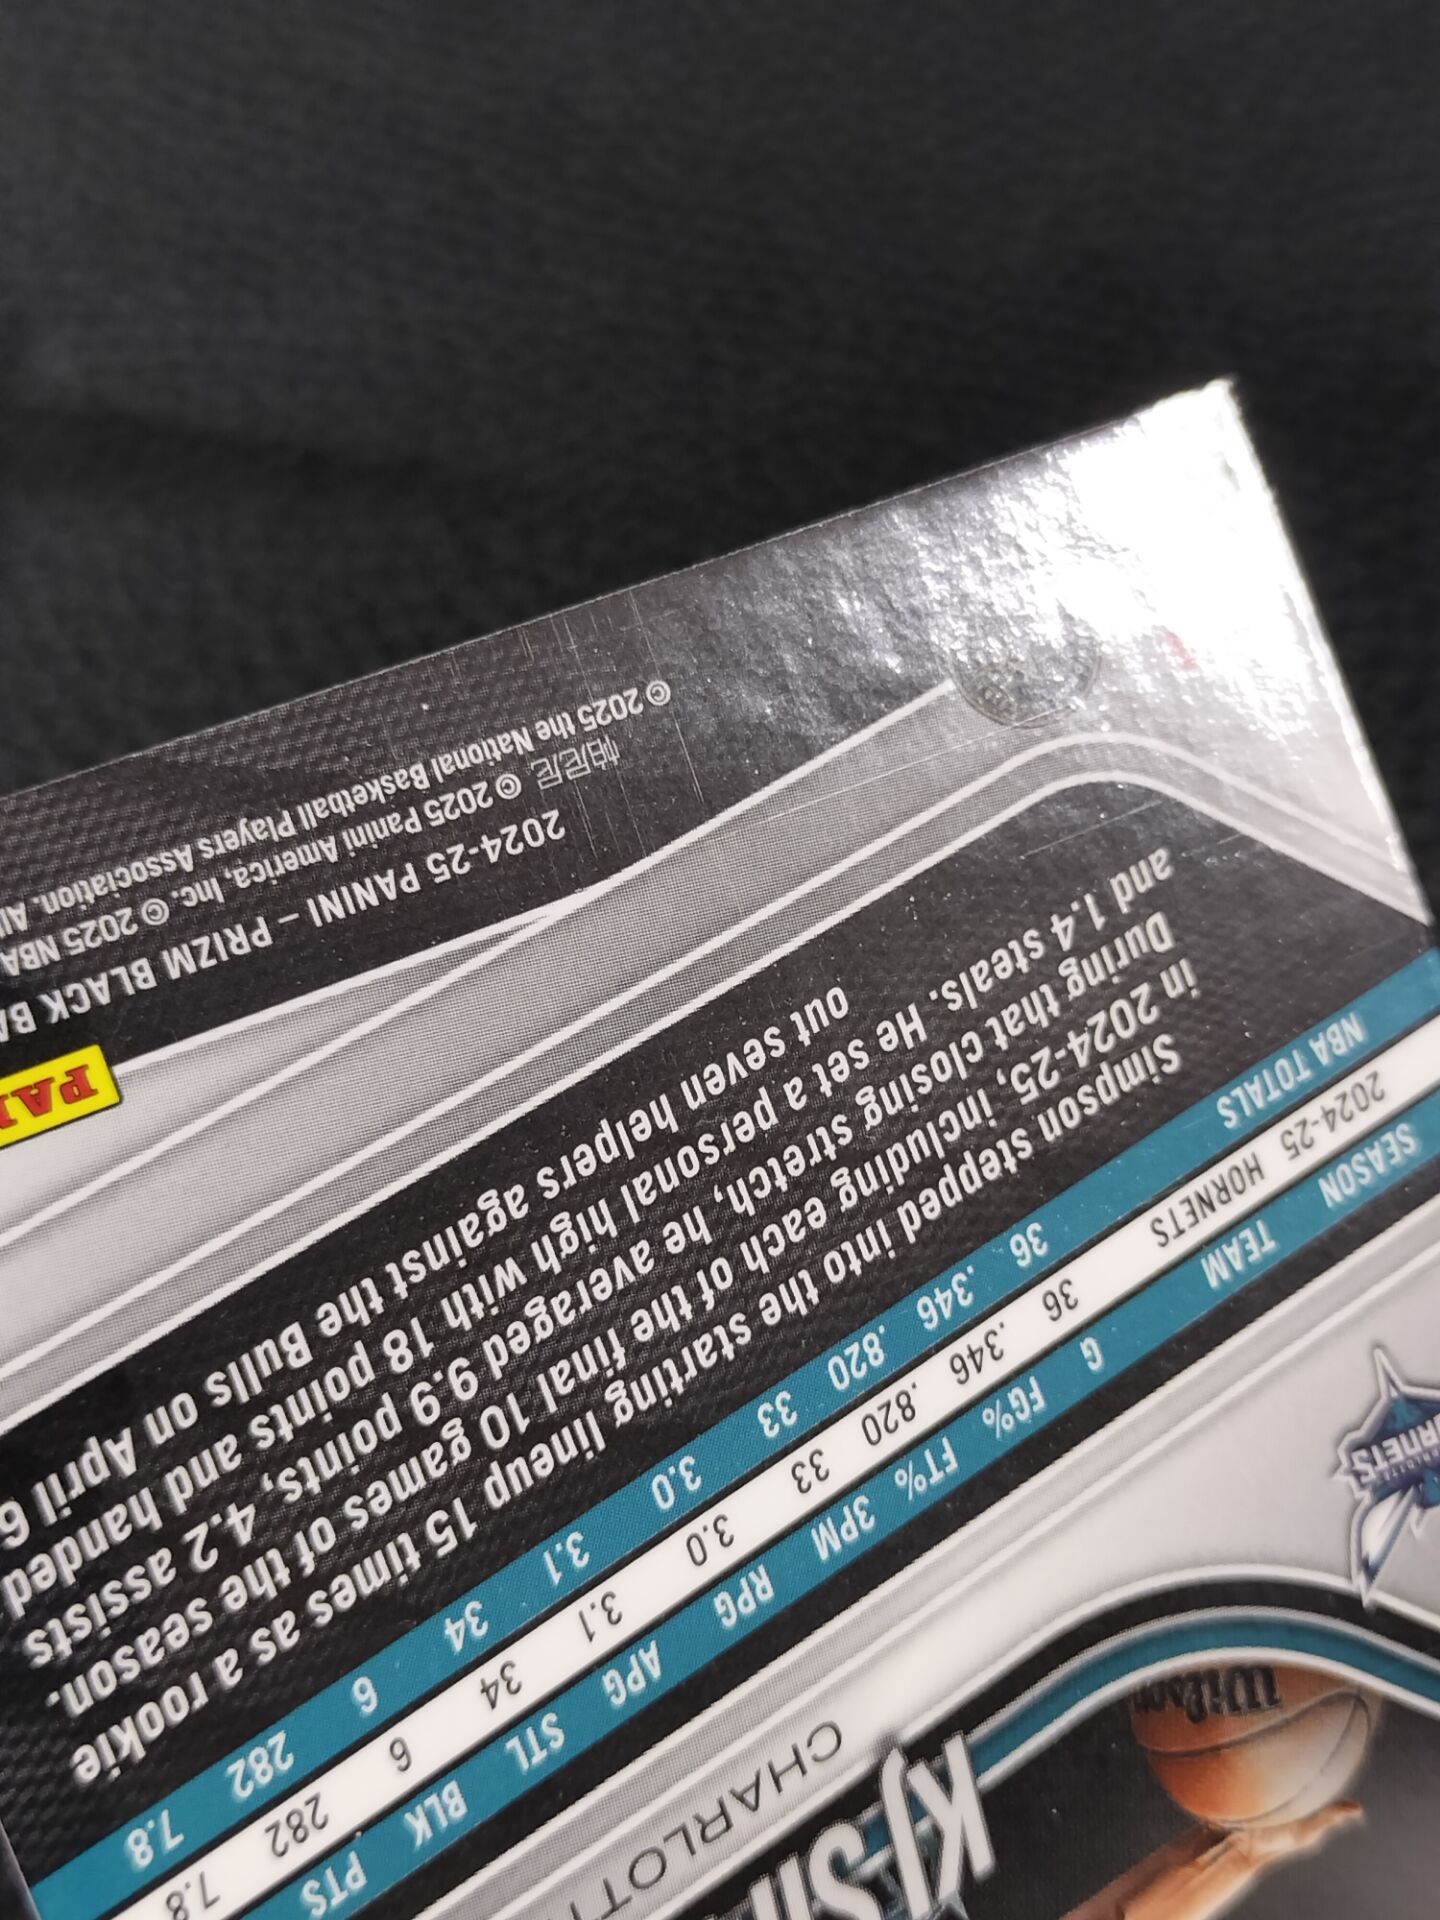 KJ SI
CHARLOTT
HORNETS
Wilson
SEASON TEAM G FG% FT% 3PM RPG APG STL BLK PTS
2024-25 HORNETS 36 .346 .820 33 3.0 3.1 34 6 282 7.8
NBA TOTALS 36 .346 .820 33 3.0 3.1 34 6 282 7.8
Simpson stepped into the starting lineup 15 times as a rookie
in 2024-25, including each of the final 10 games of the season.
During that closing stretch, he averaged 9.9 points, 4.2 assists
and 1.4 steals. He set a personal high with 18 points and handed
out seven helpers against the Bulls on April 6
PAN
2024-25 PANINI – PRIZM BLACK BA
帕尼尼 © 2025 Panini America, Inc. © 2025 NBA
© 2025 the National Basketball Players Association. All